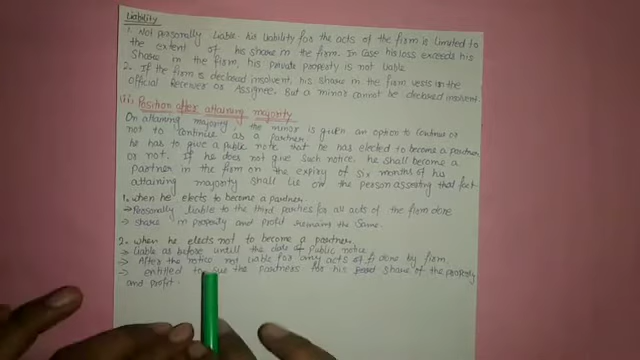 Liability
1. Not personally liable. his liability for the acts of the firm is limited to
the extent of his share in the firm. In case his loss exceeds his
shares in the firm, his private property is not liable
2. If the firm is declared insolvent, his share in the firm vests in the
official Receiver or Assignee. But a minor cannot be declared insolvent.
iii. Position after attaining majority
On attaining majority, the minor is given an option to continue or
not to continue as a partner.
he has to give a public note that he has elected to become a partner
or not. If he does not give such notice, he shall become a
partner in the firm on the expiry of six months of his
attaining majority shall lie on the person asserting that fact
1. when he elects to become a partner
→ Personally liable to the third parties for all acts of the firm done
→ share in property and profit remains the same.
2. when he elects not to become a partner
→ liable as before untill the date of public notice
→ After the notice not liable for any acts of done by firm
→ entitled to sue the partners for his share of the property
and profit.